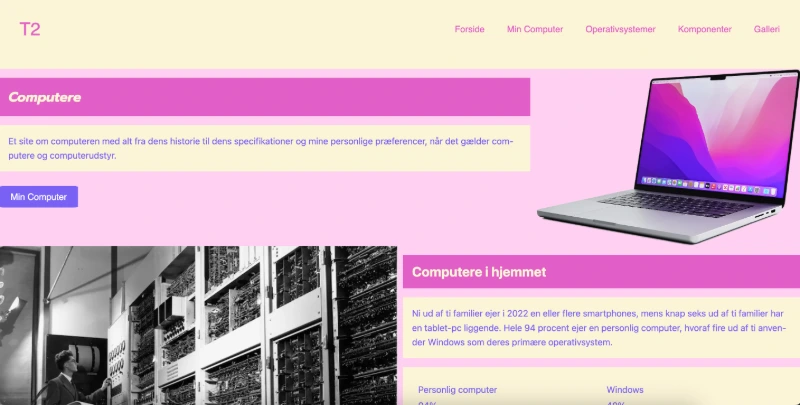 T2
Forside Min Computer Operativsystemer Komponenter Galleri
Computere
Et site om computeren med alt fra dens historie til dens specifikationer og mine personlige præferencer, når det gælder com-
putere og computerudstyr.
Min Computer
Computere i hjemmet
Ni ud af ti familier ejer i 2022 en eller flere smartphones, mens knap seks ud af ti familier har
en tablet-pc liggende. Hele 94 procent ejer en personlig computer, hvoraf fire ud af ti anven-
der Windows som deres primære operativsystem.
Personlig computer Windows